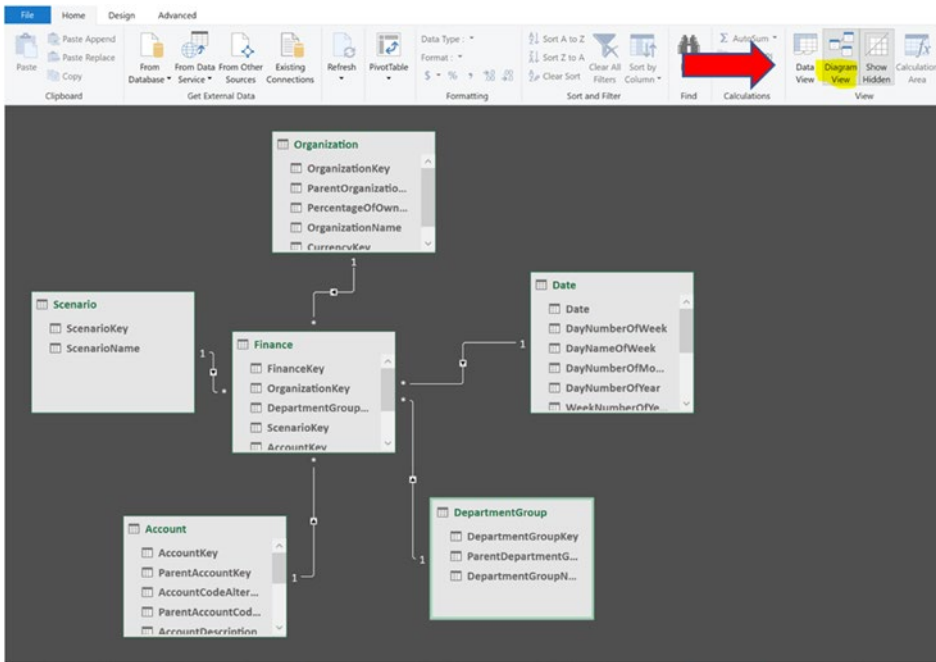 File Home Design Advanced
Paste
Paste Append
Paste Replace
Copy
Clipboard
From Database
From Data Service
From Other Sources
Existing Connections
Get External Data
Refresh
PivotTable
Data Type :
Format :
$ % ,
Formatting
Sort A to Z
Sort Z to A
Clear Sort
Clear All Filters
Sort by Column
Sort and Filter
Find
AutoSum
Calculations
Data View
Diagram View
Show Hidden
Calculation Area
View
Organization
OrganizationKey
ParentOrganizatio...
PercentageOfOwn...
OrganizationName
CurrencyKey
1
*
Scenario
ScenarioKey
ScenarioName
1
*
Finance
FinanceKey
OrganizationKey
DepartmentGroup...
ScenarioKey
AccountKey
*
*
*
Date
Date
DayNumberOfWeek
DayNameOfWeek
DayNumberOfMo...
DayNumberOfYear
WeekNumberOfYe...
1
Account
AccountKey
ParentAccountKey
AccountCodeAlter...
ParentAccountCod...
AccountDescription
1
DepartmentGroup
DepartmentGroupKey
ParentDepartmentG...
DepartmentGroupN...
1